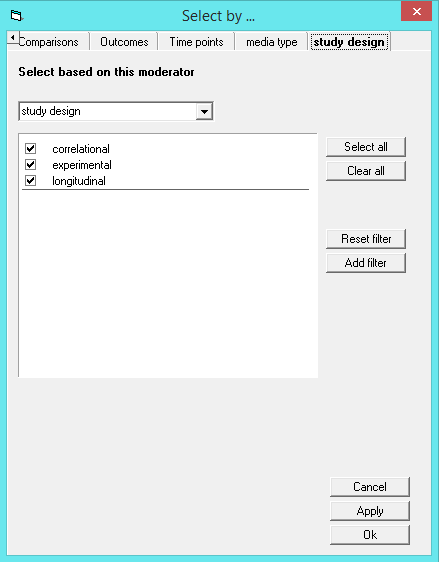 Select by ...
Comparisons Outcomes Time points media type study design
Select based on this moderator
study design
correlational
experimental
longitudinal
Select all
Clear all
Reset filter
Add filter
Cancel
Apply
Ok